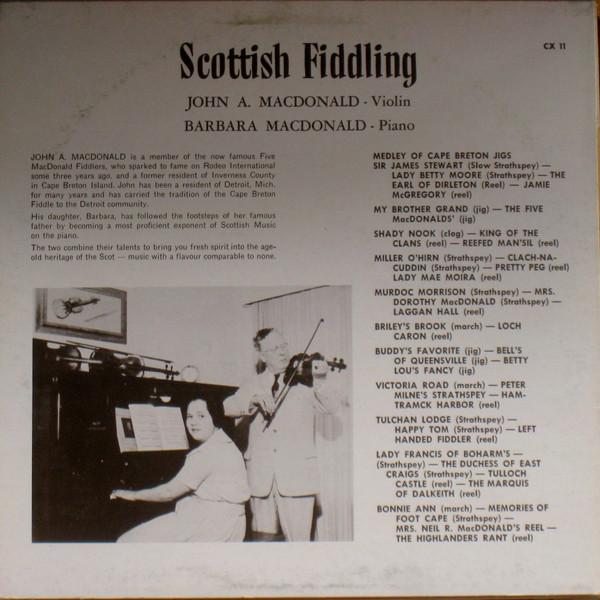 CX 11
Scottish Fiddling
JOHN A. MACDONALD - Violin
BARBARA MACDONALD - Piano
JOHN A. MACDONALD is a member of the now famous Five
MacDonald Fiddlers, who sparked to fame on Rodeo International
some three years ago, and a former resident of Inverness County
in Cape Breton Island. John has been a resident of Detroit, Mich.
for many years and has carried the tradition of the Cape Breton
Fiddle to the Detroit community.
His daughter, Barbara, has followed the footsteps of her famous
father by becoming a most proficient exponent of Scottish Music
on the piano.
The two combine their talents to bring you fresh spirit into the age-
old heritage of the Scot — music with a flavour comparable to none.
MEDLEY OF CAPE BRETON JIGS
SIR JAMES STEWART (Slow Strathspey) —
LADY BETTY MOORE (Strathspey) — THE
EARL OF DIRLETON (Reel) — JAMIE
McGREGORY (reel)
MY BROTHER GRAND (jig) — THE FIVE
MacDONALDS' (jig)
SHADY NOOK (clog) — KING OF THE
CLANS (reel) — REEFED MAN'SIL (reel)
MILLER O'HIRN (Strathspey) — CLACH-NA-
CUDDIN (Strathspey) — PRETTY PEG (reel)
LADY MAE MOIRA (reel)
MURDOC MORRISON (Strathspey) — MRS.
DOROTHY MacDONALD (Strathspey) —
LAGGAN HALL (reel)
BRILEY'S BROOK (march) — LOCH
CARON (reel)
BUDDY'S FAVORITE (jig) — BELL'S
OF QUEENSVILLE (jig) — BETTY
LOU'S FANCY (jig)
VICTORIA ROAD (march) — PETER
MILNE'S STRATHSPEY — HAM-
TRAMCK HARBOR (reel)
TULCHAN LODGE (Strathspey) —
HAPPY TOM (Strathspey) — LEFT
HANDED FIDDLER (reel)
LADY FRANCIS OF BOHARM'S —
(Strathspey) — THE DUCHESS OF EAST
CRAIGS (Strathspey) — TULLOCH
CASTLE (reel) — THE MARQUIS
OF DALKEITH (reel)
BONNIE ANN (march) — MEMORIES OF
FOOT CAPE (Strathspey) —
MRS. NEIL R. MacDONALD'S REEL —
THE HIGHLANDERS RANT (reel)